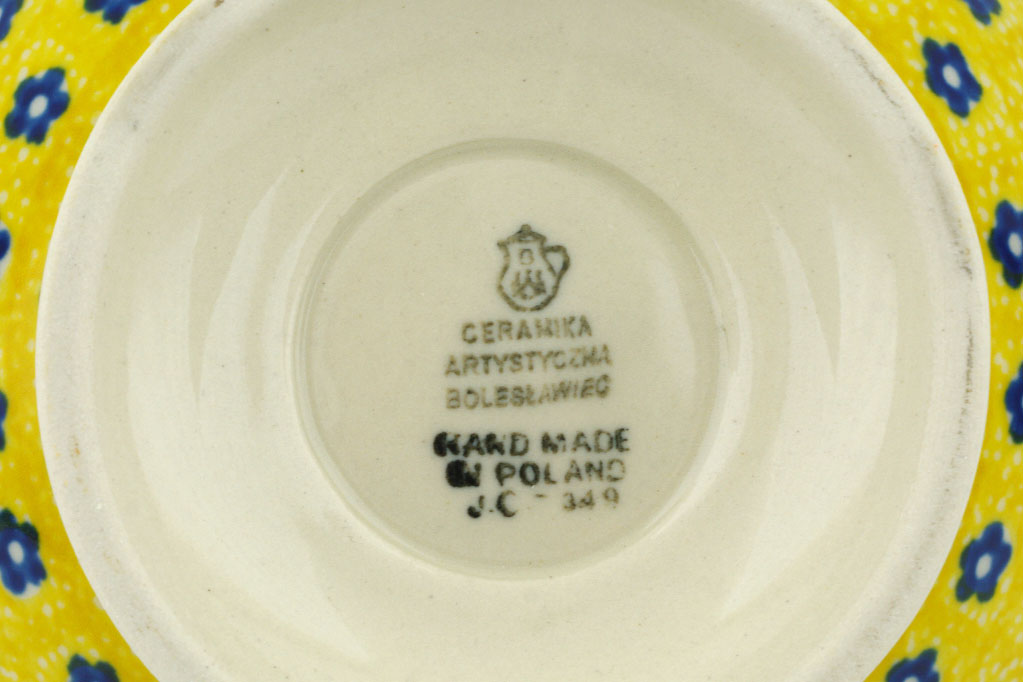 B
CERAMIKA
ARTYSTYCZNA
BOLESŁAWIEC
HAND MADE
IN POLAND
J.C - 349